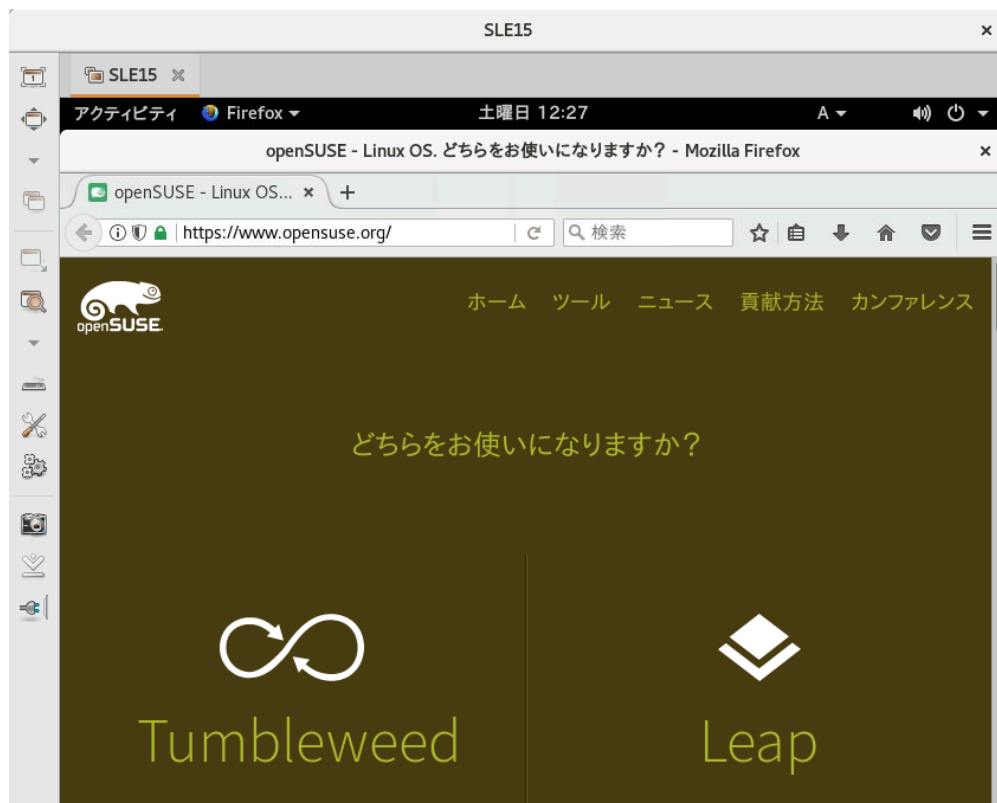 SLE15
SLE15
アクティビティ Firefox 土曜日 12:27 A
openSUSE - Linux OS. どちらをお使いになりますか? - Mozilla Firefox
openSUSE - Linux OS...
https://www.opensuse.org/ 検索
openSUSE. ホーム ツール ニュース 貢献方法 カンファレンス
どちらをお使いになりますか?
Tumbleweed Leap